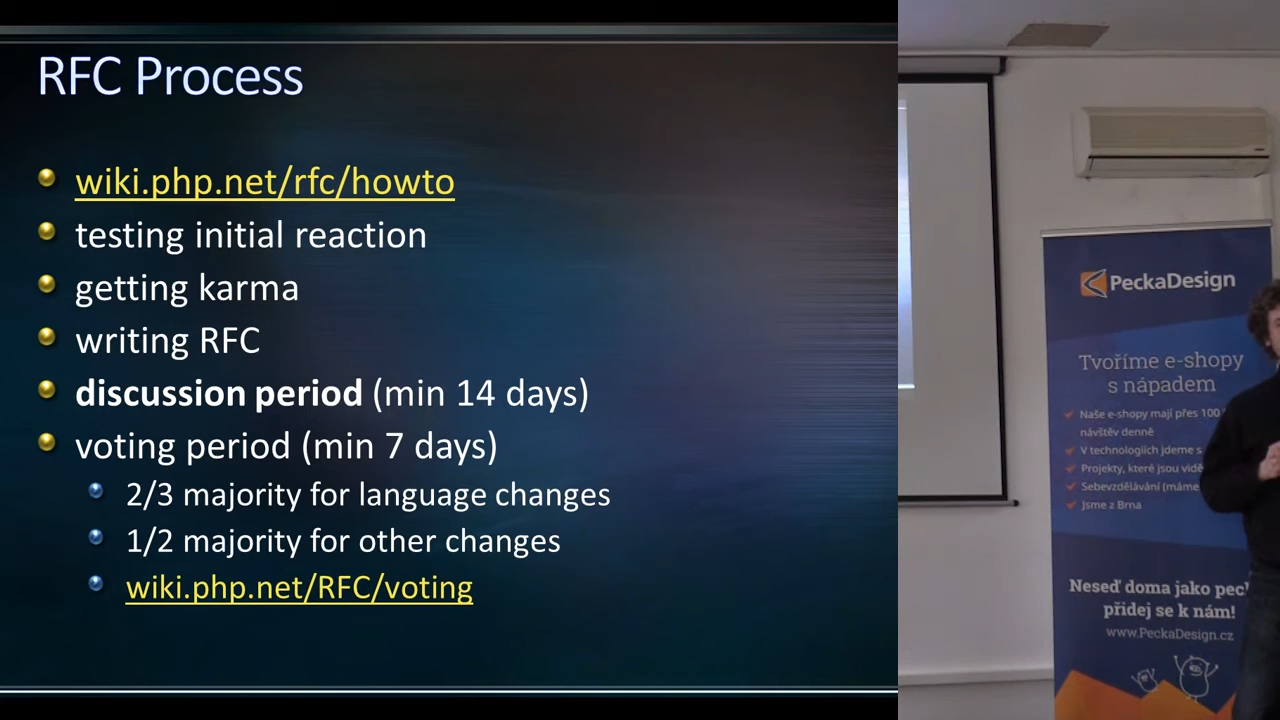 RFC Process
wiki.php.net/rfc/howto
testing initial reaction
getting karma
writing RFC
discussion period (min 14 days)
voting period (min 7 days)
2/3 majority for language changes
1/2 majority for other changes
wiki.php.net/RFC/voting
PeckaDesign
Tvoříme e-shopy
s nápadem
Naše e-shopy mají přes 100
návštěv denně
V technologiích jdeme s
Projekty, které jsou
Sebevzdělávání (máme
Jsme z Brna
Neseď doma jako
přidej se k nám!
www.PeckaDesign.cz